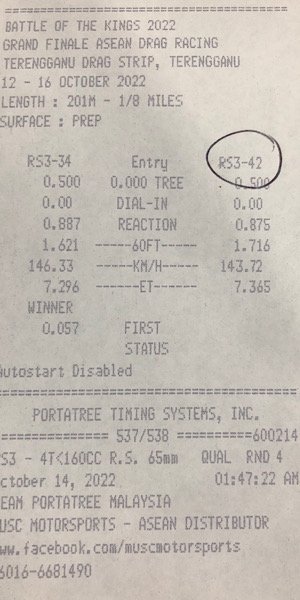 =================================
BATTLE OF THE KINGS 2022
GRAND FINALE ASEAN DRAG RACING
TERENGGANU DRAG STRIP, TERENGGANU
12 - 16 OCTOBER 2022
LENGTH : 201M - 1/8 MILES
SURFACE : PREP
RS3-34 Entry RS3-42
0.500 0.000 TREE 0.500
0.00 DIAL-IN 0.00
0.887 REACTION 0.875
1.621 -----60FT----- 1.716
146.33 -----KM/H----- 143.72
7.296 ------ET------ 7.365
WINNER
0.057 FIRST
STATUS
Autostart Disabled
=================================
PORTATREE TIMING SYSTEMS, INC.
============= 537/538 ==========600214
S3 - 4T<160CC R.S. 65mm QUAL RND 4
ctober 14, 2022 01:47:22 AM
EAM PORTATREE MALAYSIA
USC MOTORSPORTS - ASEAN DISTRIBUTOR
ww.facebook.com/muscmotorsports
6016-6681490